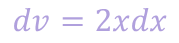 dv = 2xdx